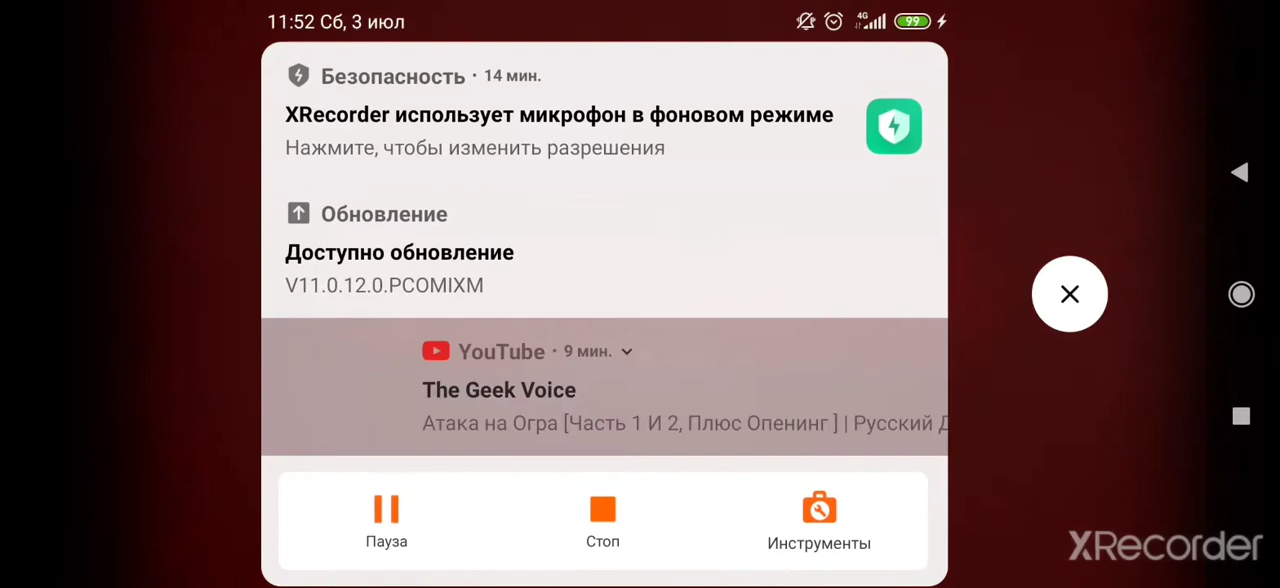 11:52 Сб, 3 июл
4G
99
Безопасность · 14 мин.
XRecorder использует микрофон в фоновом режиме
Нажмите, чтобы изменить разрешения
Обновление
Доступно обновление
V11.0.12.0.PCOMIXM
YouTube · 9 мин.
The Geek Voice
Атака на Огра [Часть 1 И 2, Плюс Опенинг ] | Русский
Пауза
Стоп
Инструменты
XRecorder